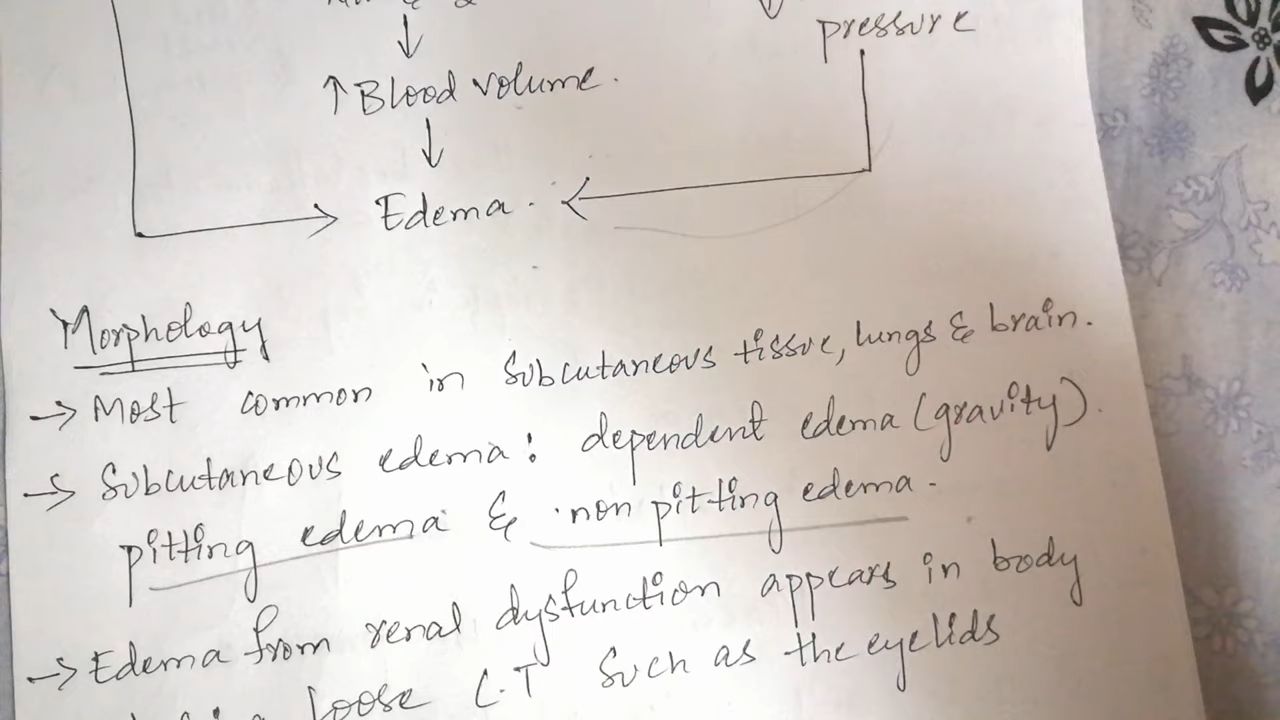 pressure
↑ Blood volume.
↓
Edema.
Morphology
→ Most common in Subcutaneous tissue, lungs & brain.
→ Subcutaneous edema: dependent edema (gravity).
pitting edema & non pitting edema.
→ Edema from renal dysfunction appears in body
loose C.T such as the eyelids